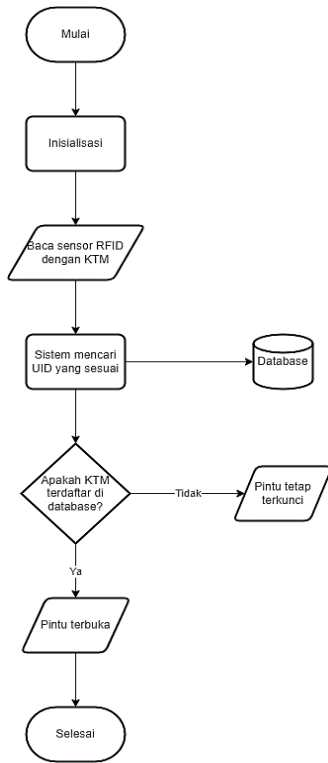 Mulai
Inisialisasi
Baca sensor RFID
dengan KTM
Sistem mencari
UID yang sesuai
Database
Apakah KTM
terdaftar di
database?
Tidak
Pintu tetap
terkunci
Ya
Pintu terbuka
Selesai